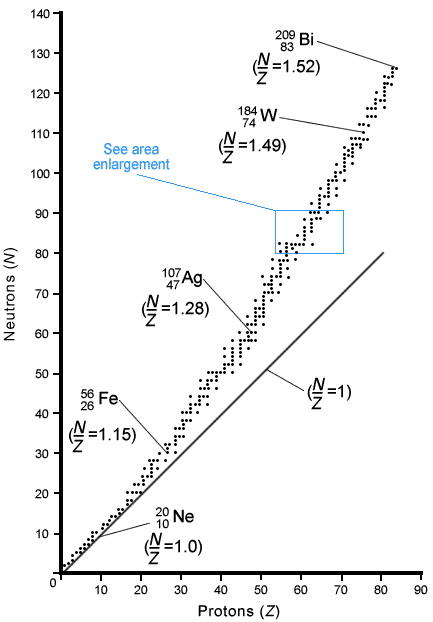 140
130
120
110
100
90
80
70
60
50
40
30
20
10
0
Neutrons (N)
209
83 Bi
(N/Z =1.52)
184
74 W
(N/Z =1.49)
See area
enlargement
107
47 Ag
(N/Z =1.28)
56
26 Fe
(N/Z =1.15)
(N/Z =1)
20
10 Ne
(N/Z =1.0)
10 20 30 40 50 60 70 80 90
Protons (Z)